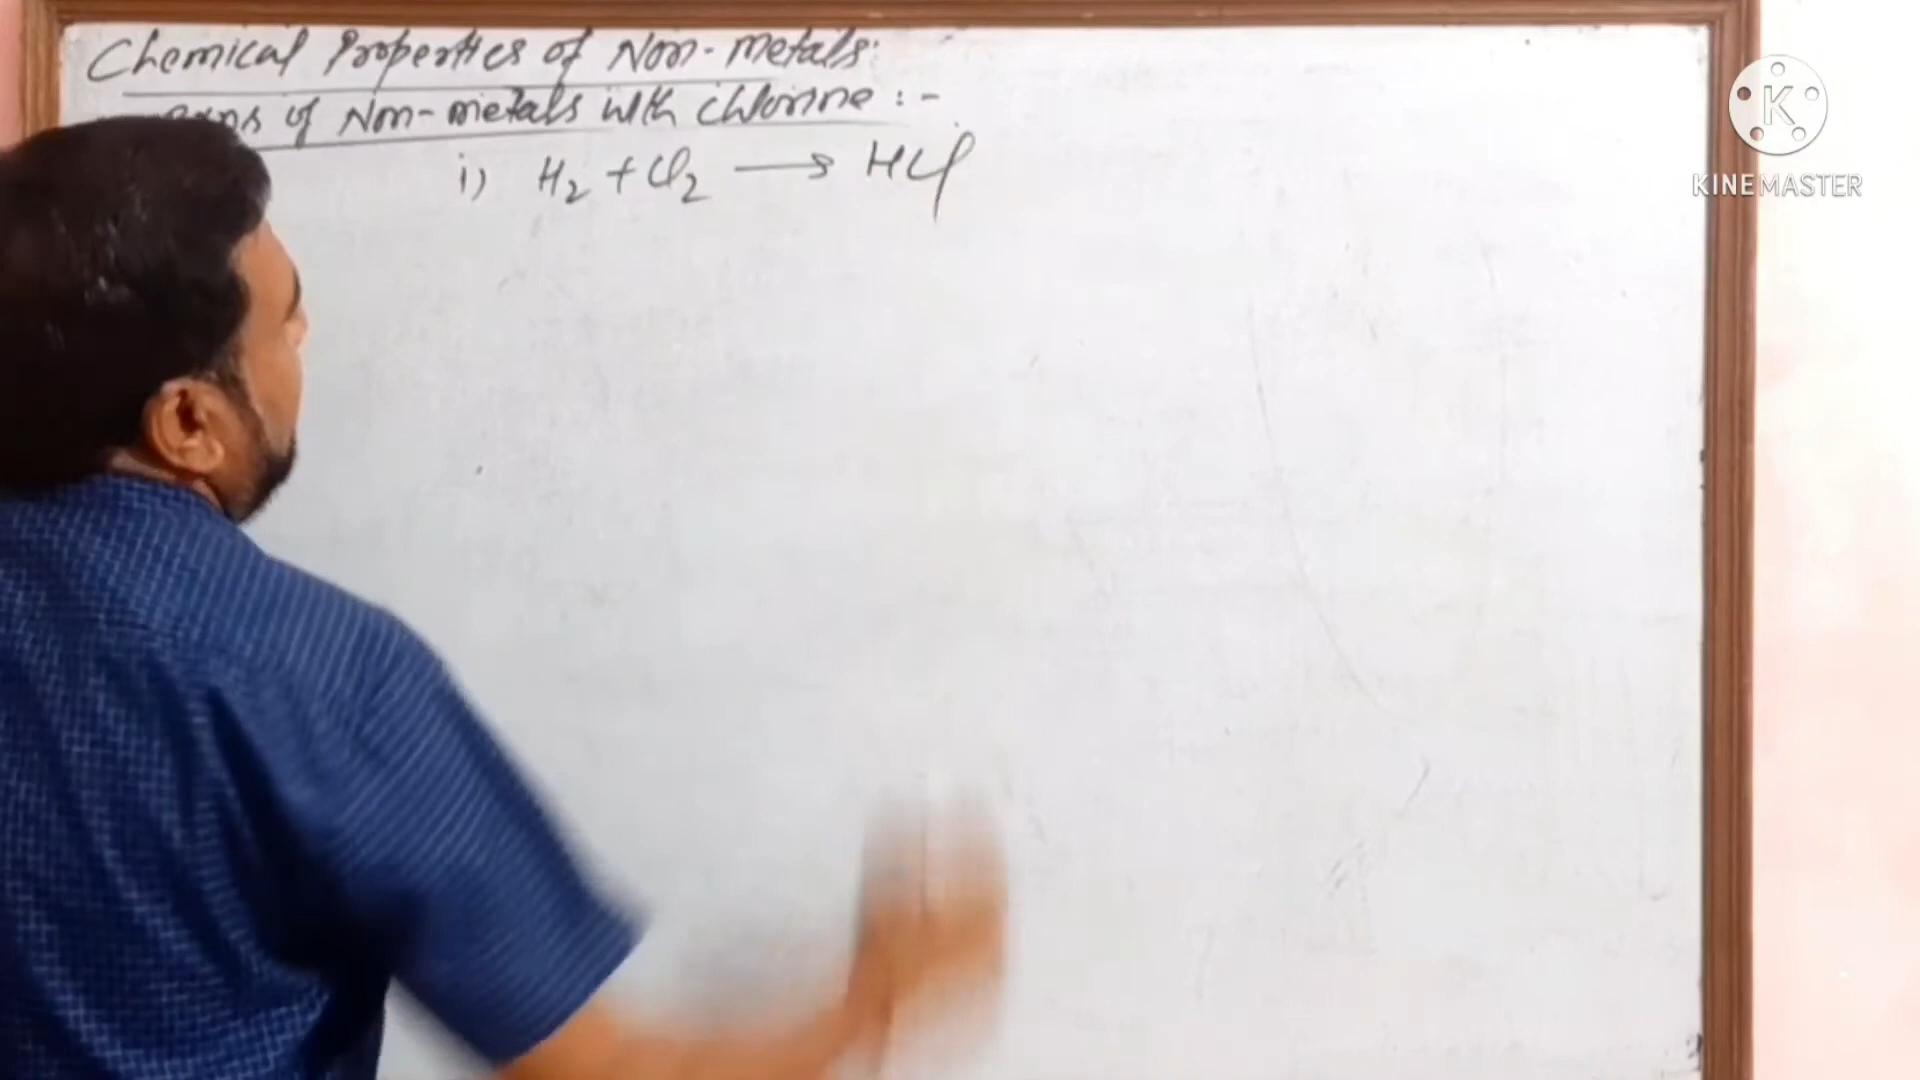 Chemical Properties of Non-metals:
of Non-metals with chlorine :-
i) H2 + Cl2 → HCl
K
KINEMASTER